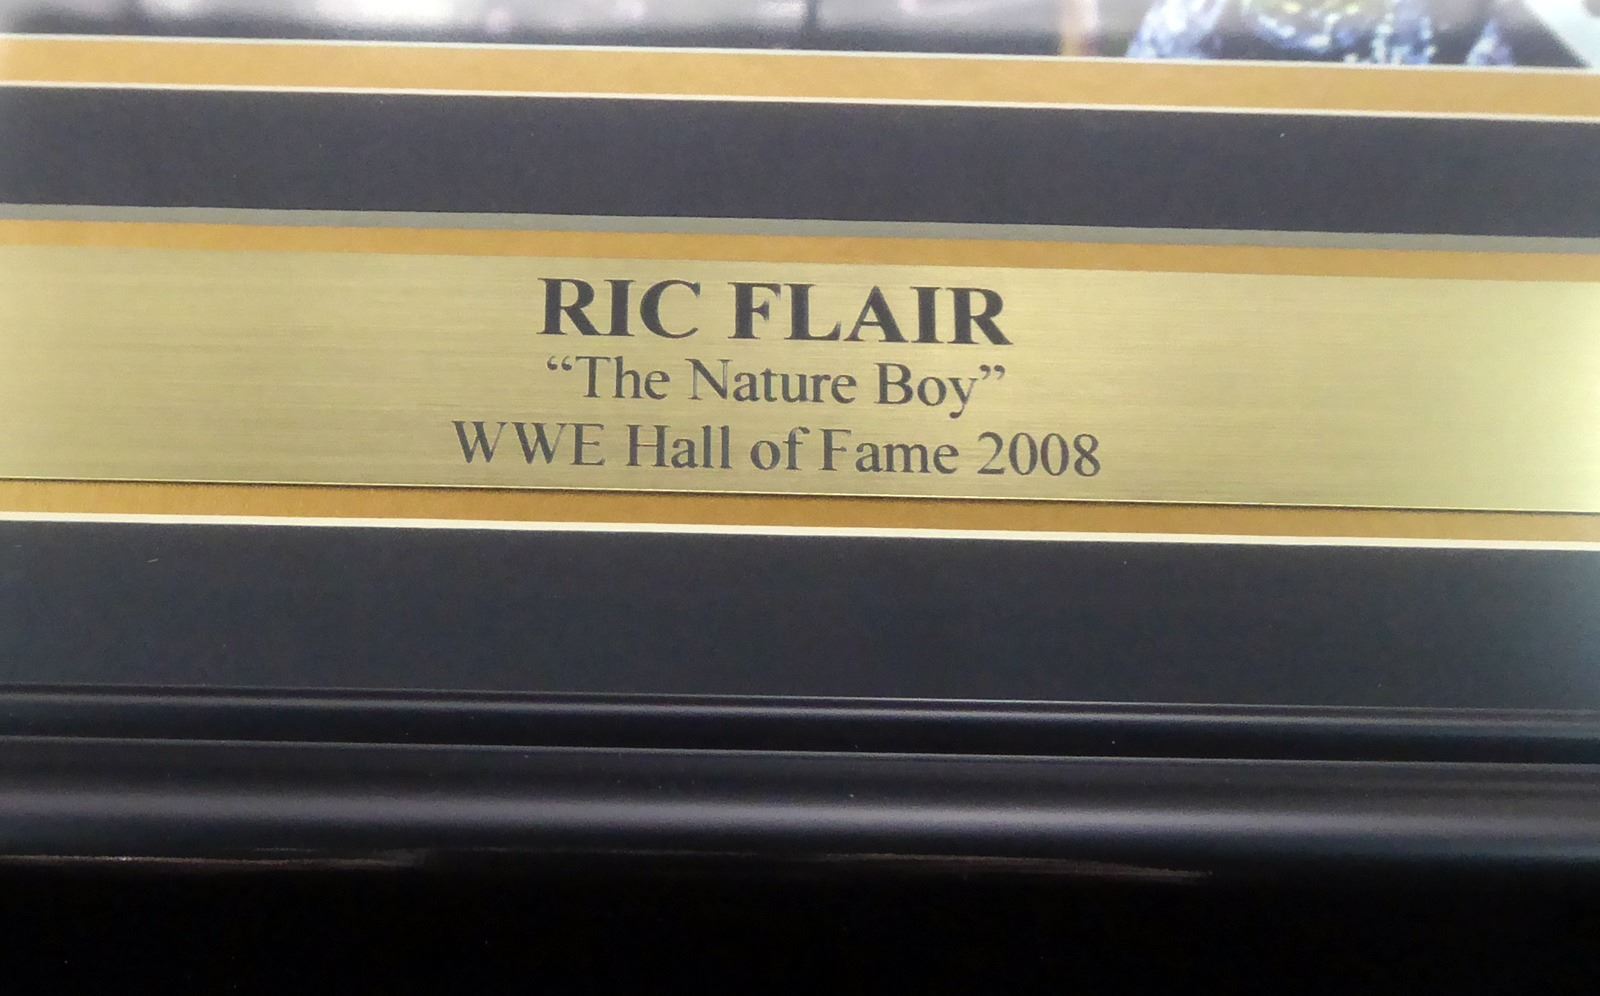 RIC FLAIR
“The Nature Boy”
WWE Hall of Fame 2008